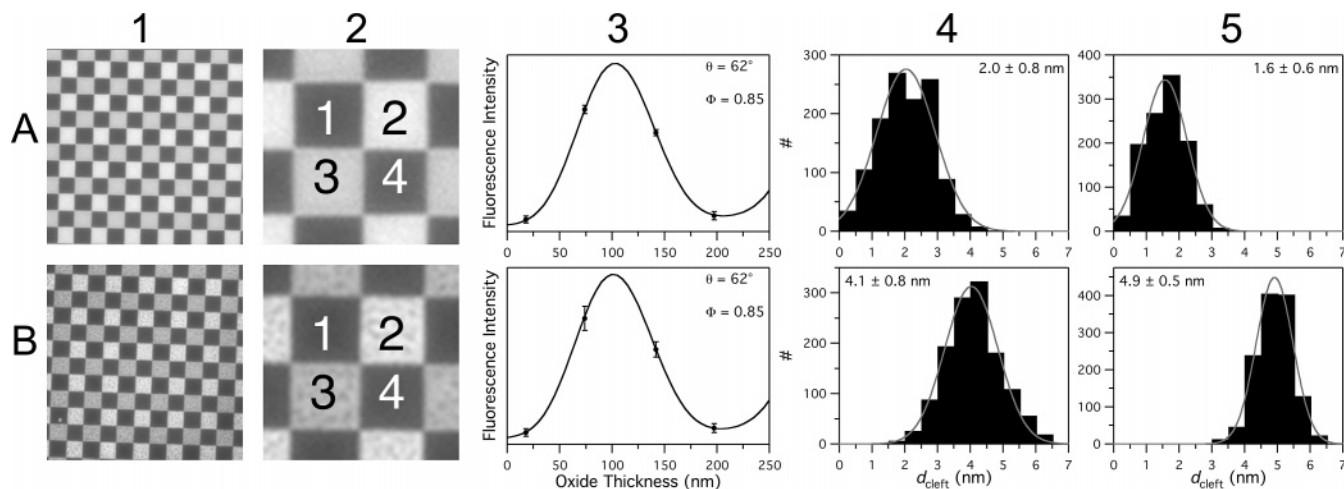 1 2 3 4 5
A
1 2
3 4
Fluorescence Intensity
θ = 62°
Φ = 0.85
#
300
200
100
0
2.0 ± 0.8 nm
0 1 2 3 4 5 6 7
400
300
200
100
0
1.6 ± 0.6 nm
0 1 2 3 4 5 6 7
0 50 100 150 200 250
B
1 2
3 4
Fluorescence Intensity
θ = 62°
Φ = 0.85
0 50 100 150 200 250
Oxide Thickness (nm)
#
300
200
100
0
4.1 ± 0.8 nm
0 1 2 3 4 5 6 7
dcleft (nm)
400
300
200
100
0
4.9 ± 0.5 nm
0 1 2 3 4 5 6 7
dcleft (nm)